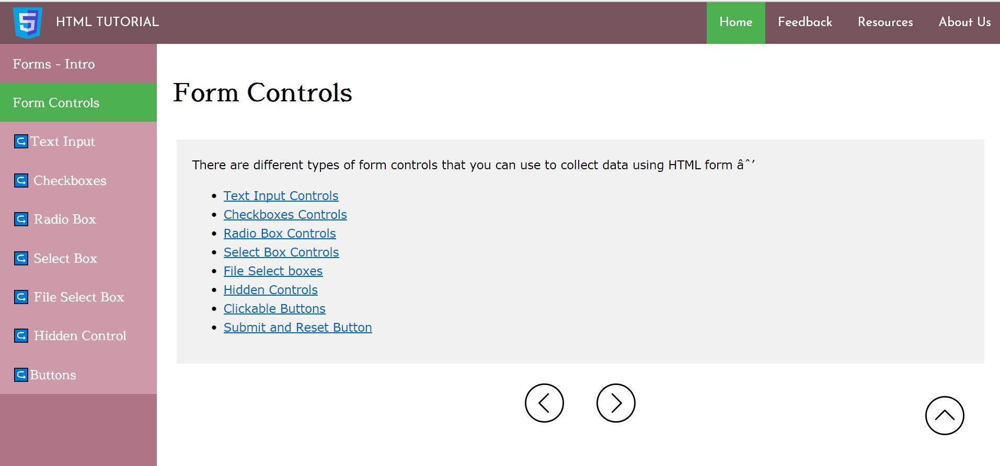 HTML TUTORIAL
Home
Feedback
Resources
About Us
Forms - Intro
Form Controls
Text Input
Checkboxes
Radio Box
Select Box
File Select Box
Hidden Control
Buttons
Form Controls
There are different types of form controls that you can use to collect data using HTML form âˆ’
• Text Input Controls
• Checkboxes Controls
• Radio Box Controls
• Select Box Controls
• File Select boxes
• Hidden Controls
• Clickable Buttons
• Submit and Reset Button